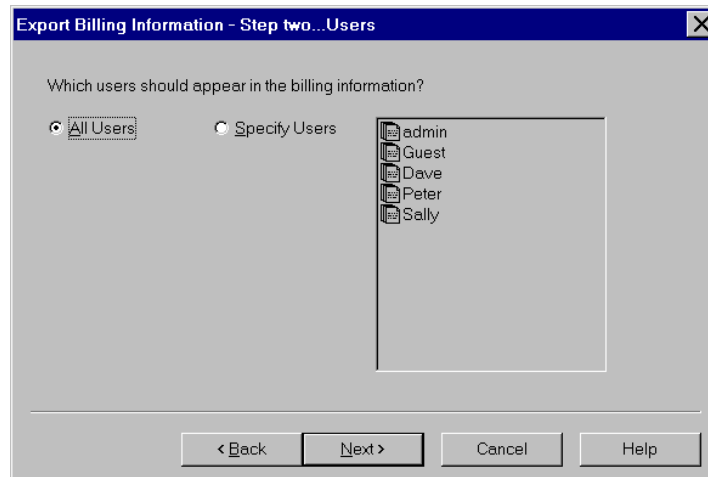 Export Billing Information - Step two...Users
Which users should appear in the billing information?
All Users
Specify Users
admin
Guest
Dave
Peter
Sally
< Back
Next >
Cancel
Help